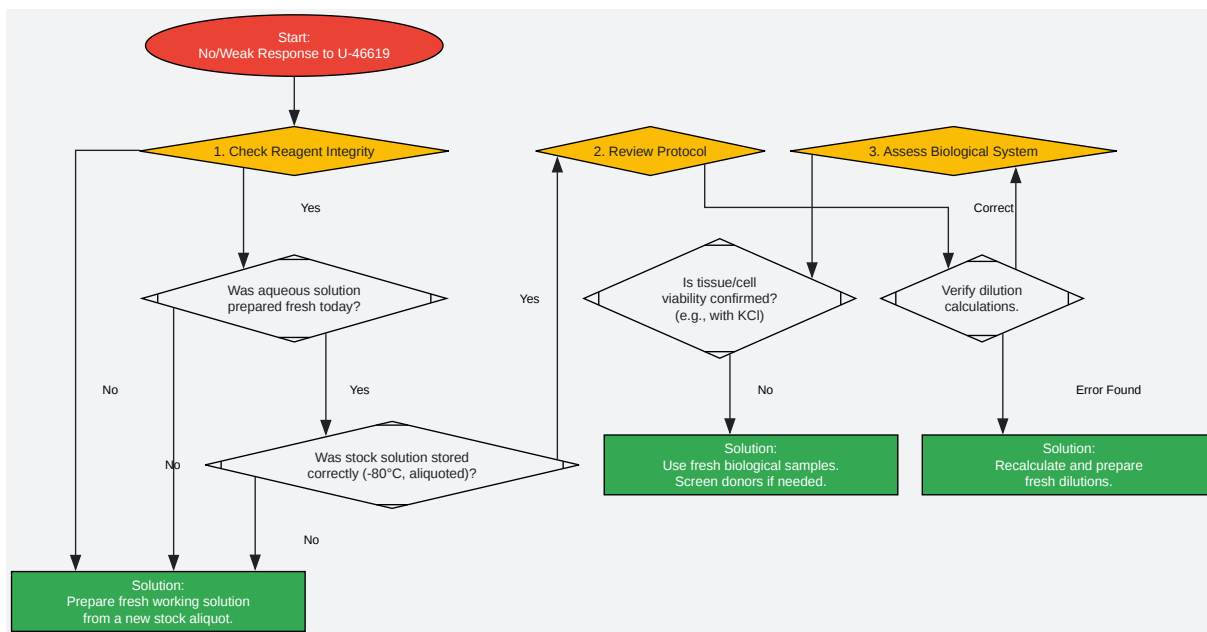 Start:
No/Weak Response to U-46619
1. Check Reagent Integrity
2. Review Protocol
3. Assess Biological System
Yes
Correct
Was aqueous solution
prepared fresh today?
Yes
Is tissue/cell
viability confirmed?
(e.g., with KCl)
Verify dilution
calculations.
No
Yes
No
Error Found
No
Was stock solution stored
correctly (-80°C, aliquoted)?
Solution:
Use fresh biological samples.
Screen donors if needed.
Solution:
Recalculate and prepare
fresh dilutions.
No
Solution:
Prepare fresh working solution
from a new stock aliquot.